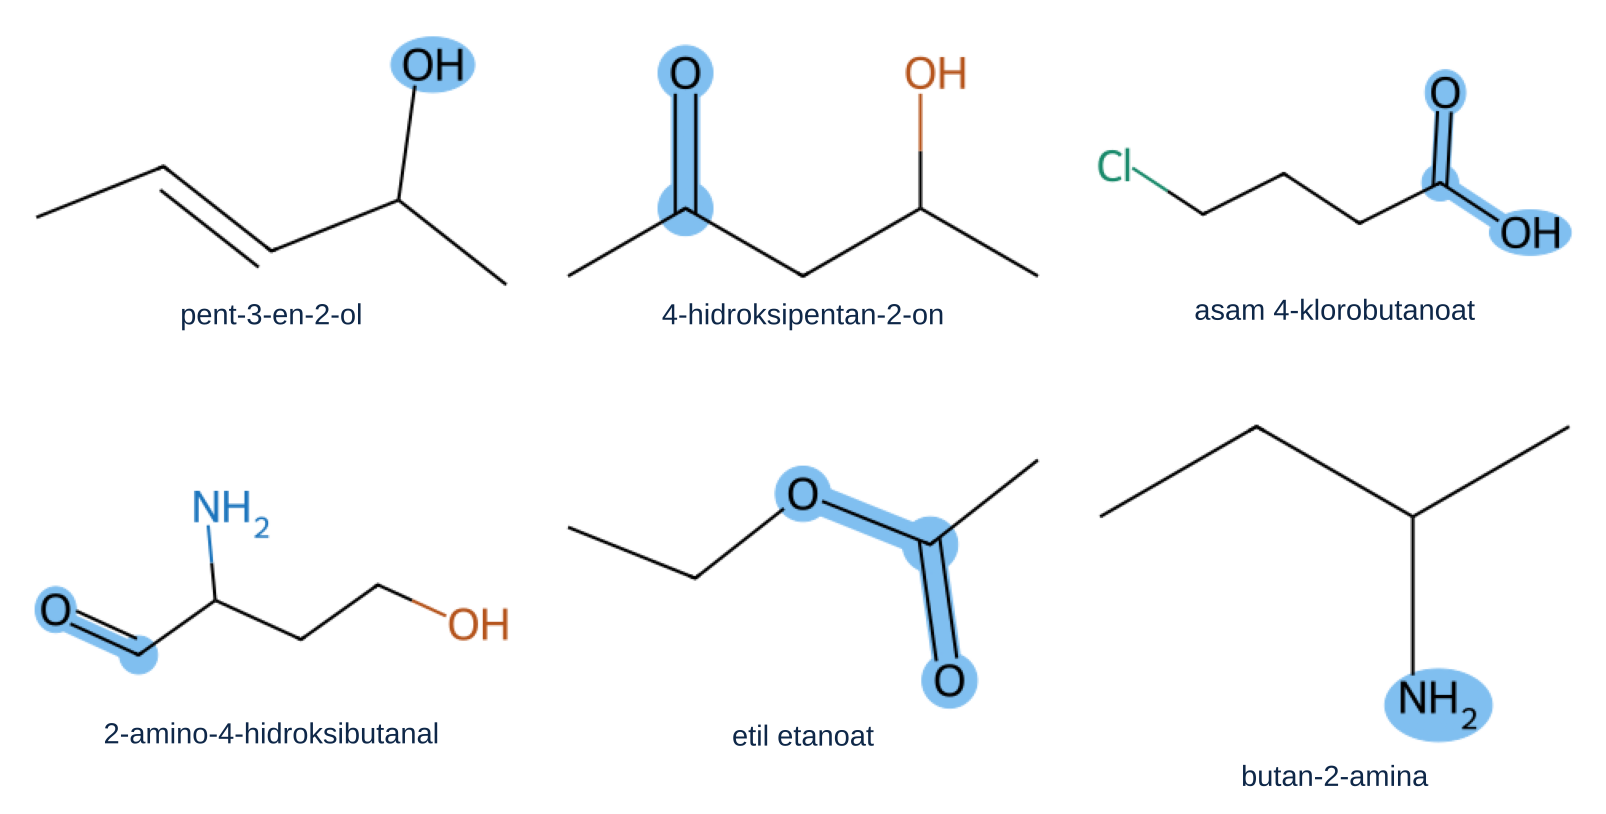 OH
O
OH
O
Cl
OH
pent-3-en-2-ol
4-hidroksipentan-2-on
asam 4-klorobutanoat
NH2
O
OH
O
O
NH2
2-amino-4-hidroksibutanal
etil etanoat
butan-2-amina